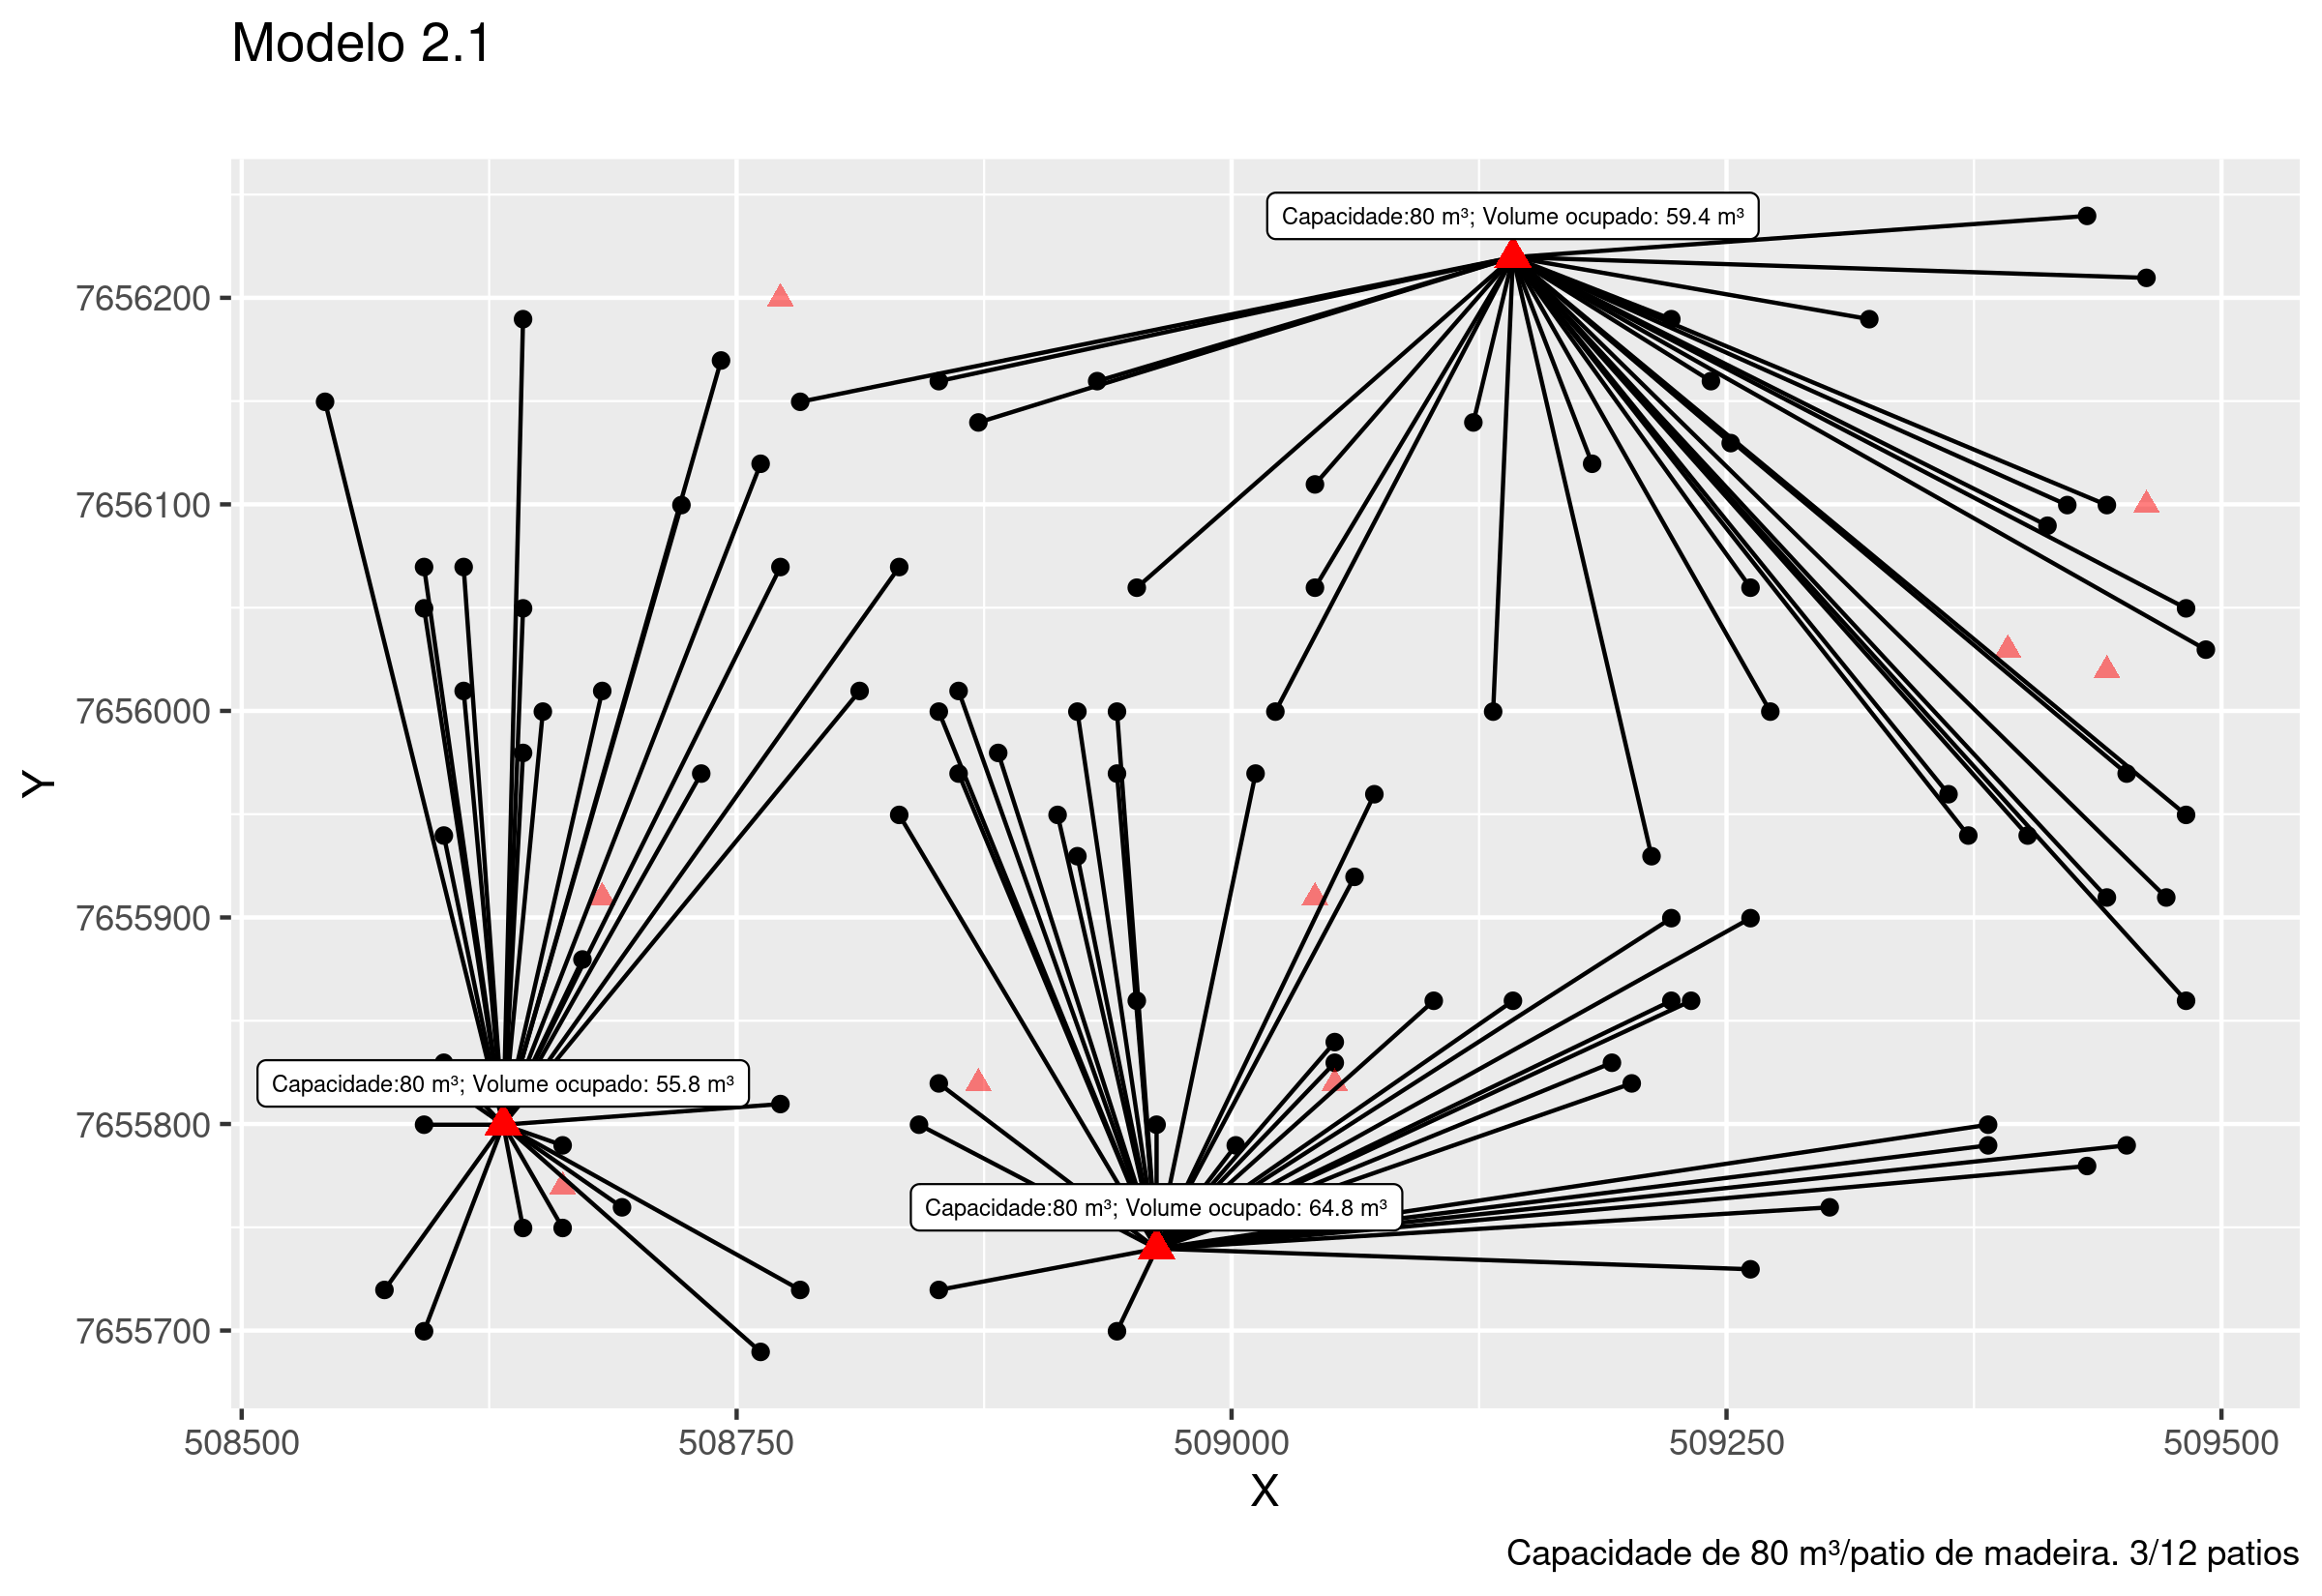 Modelo 2.1
Capacidade:80 m³; Volume ocupado: 59.4 m³
7656200
7656100
7656000
Y
7655900
Capacidade:80 m³; Volume ocupado: 55.8 m³
7655800
Capacidade:80 m³; Volume ocupado: 64.8 m³
7655700
508500 508750 509000 509250 509500
X
Capacidade de 80 m³/patio de madeira. 3/12 patios